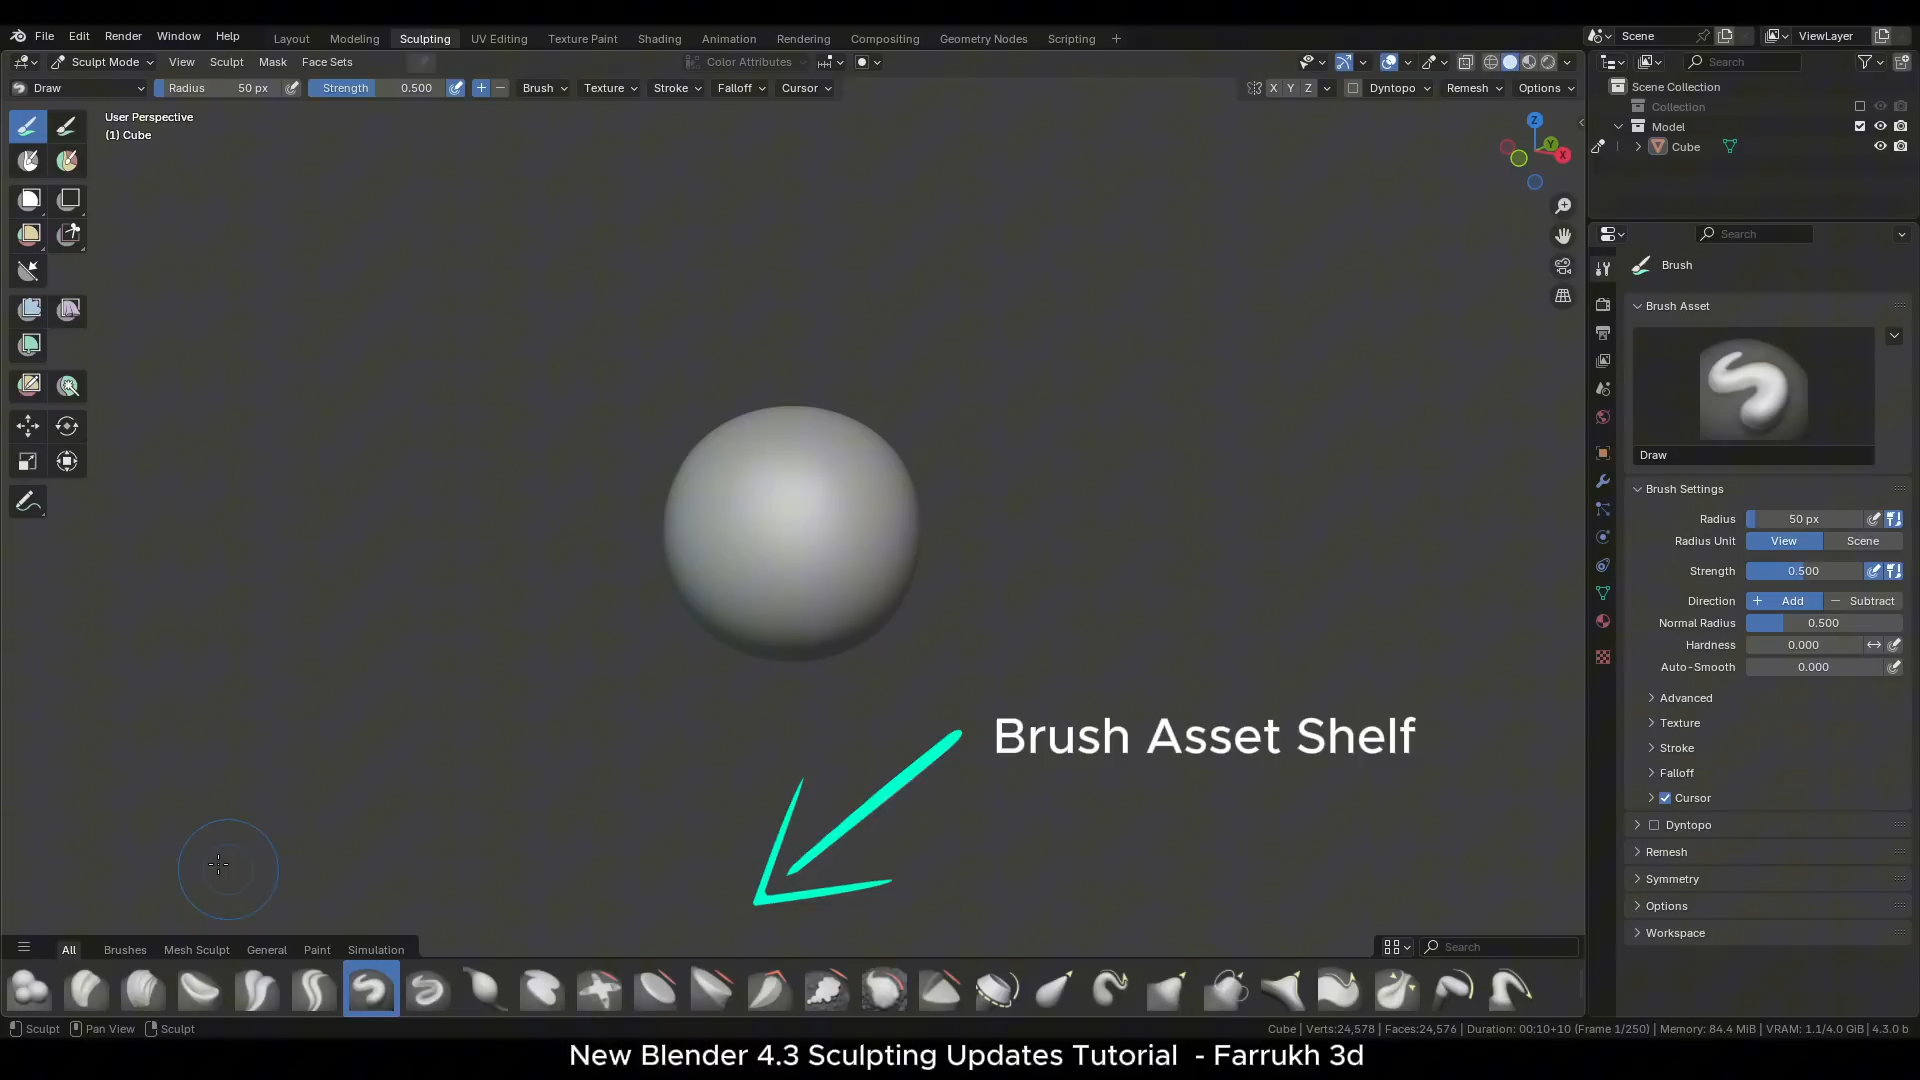 File Edit Render Window Help Layout Modeling Sculpting UV Editing Texture Paint Shading Animation Rendering Compositing Geometry Nodes Scripting + Scene ViewLayer
Sculpt Mode View Sculpt Mask Face Sets Color Attributes Search
Draw Radius 50 px Strength 0.500 Brush Texture Stroke Falloff Cursor X Y Z Dyntopo Remesh Options
Scene Collection
Collection
Model
Cube
User Perspective
(1) Cube
Z
Y
X
Search
Brush
Brush Asset
Draw
Brush Settings
Radius 50 px
Radius Unit View Scene
Strength 0.500
Direction + Add − Subtract
Normal Radius 0.500
Hardness 0.000
Auto-Smooth 0.000
Advanced
Texture
Stroke
Falloff
Cursor
Dyntopo
Remesh
Symmetry
Options
Workspace
Brush Asset Shelf
All Brushes Mesh Sculpt General Paint Simulation Search
Sculpt Pan View Sculpt Cube | Verts:24,578 | Faces:24,576 | Duration: 00:10+10 (Frame 1/250) | Memory: 84.4 MiB | VRAM: 1.1/4.0 GiB | 4.3.0 b
New Blender 4.3 Sculpting Updates Tutorial - Farrukh 3d